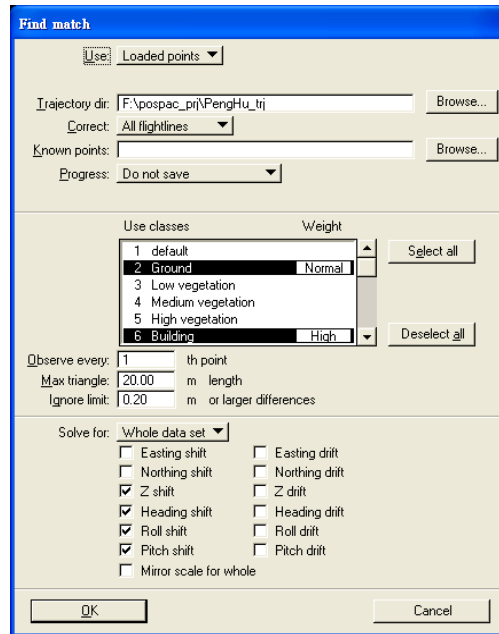 Find match
Use: Loaded points
Trajectory dir: F:\pospac_prj\PengHu_trj Browse...
Correct: All flightlines
Known points: Browse...
Progress: Do not save
Use classes Weight
1 default Select all
2 Ground Normal
3 Low vegetation
4 Medium vegetation
5 High vegetation
6 Building High Deselect all
Observe every: 1 th point
Max triangle: 20.00 m length
Ignore limit: 0.20 m or larger differences
Solve for: Whole data set
Easting shift Easting drift
Northing shift Northing drift
Z shift Z drift
Heading shift Heading drift
Roll shift Roll drift
Pitch shift Pitch drift
Mirror scale for whole
OK Cancel